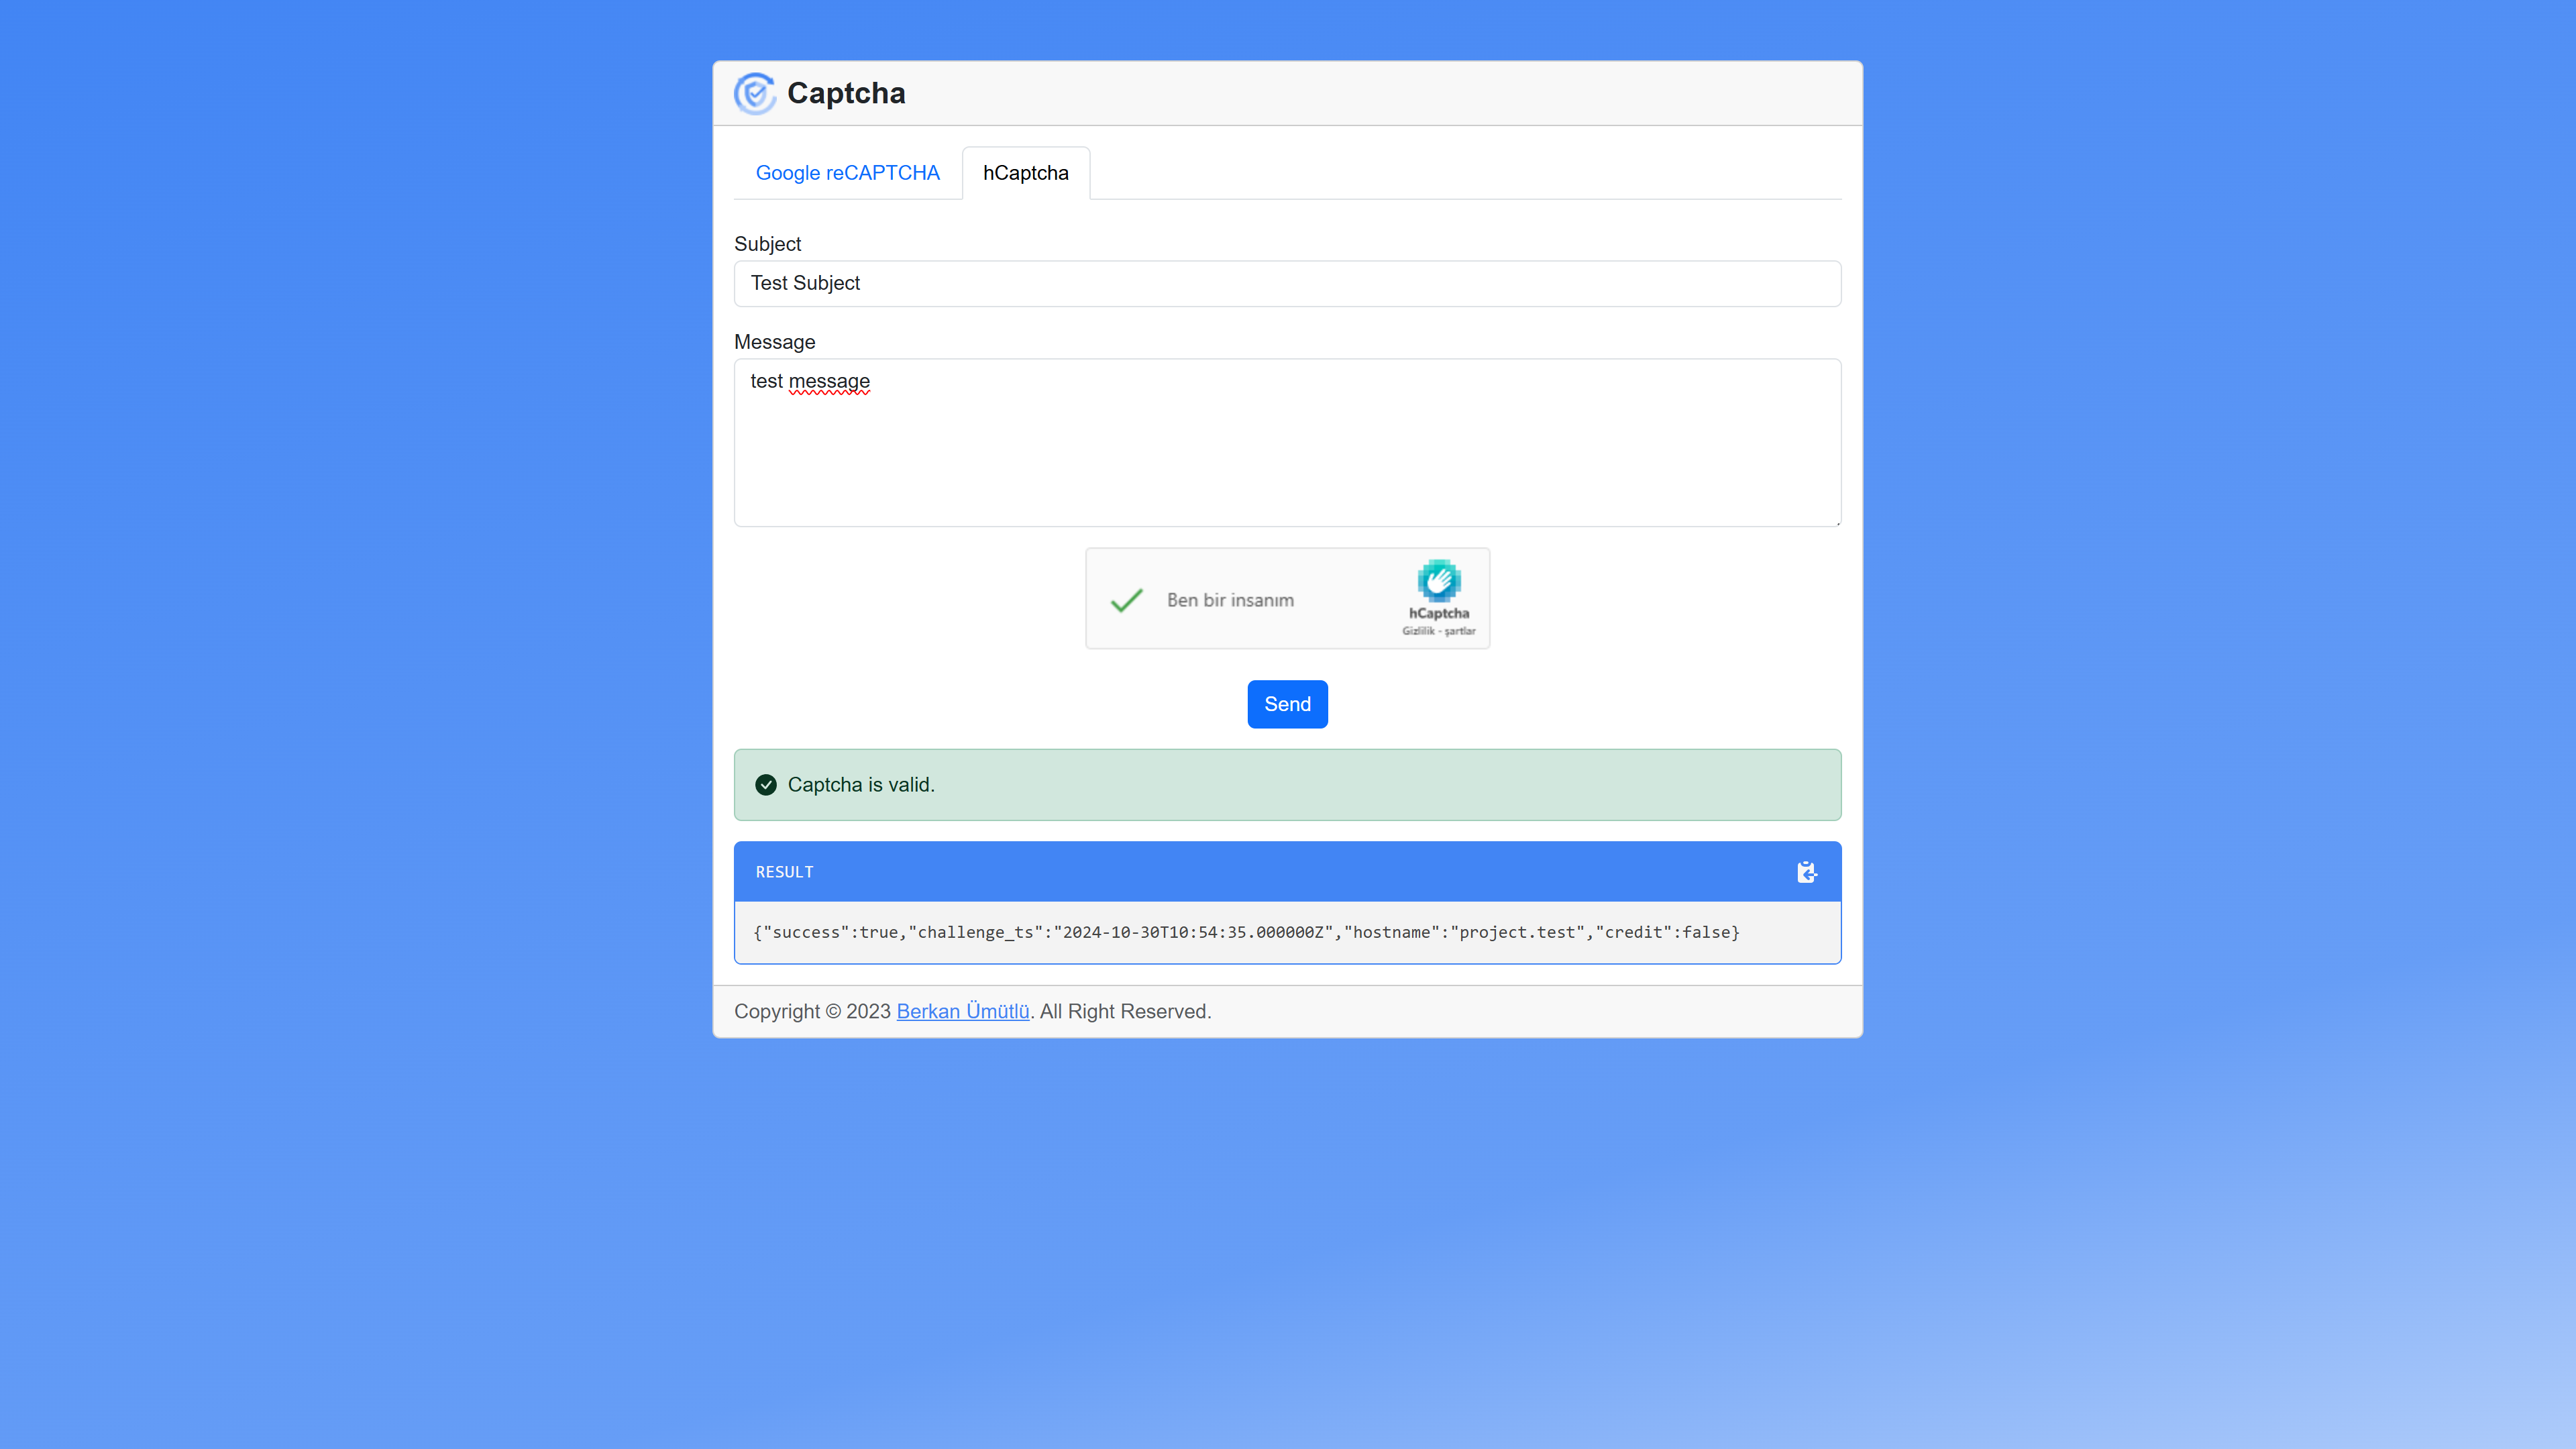 Captcha
Google reCAPTCHA
hCaptcha
Subject
Test Subject
Message
test message
Ben bir insanım
hCaptcha
Gizlilik - şartlar
Send
Captcha is valid.
RESULT
{"success":true,"challenge_ts":"2024-10-30T10:54:35.000000Z","hostname":"project.test","credit":false}
Copyright © 2023 Berkan Ümütlü. All Right Reserved.